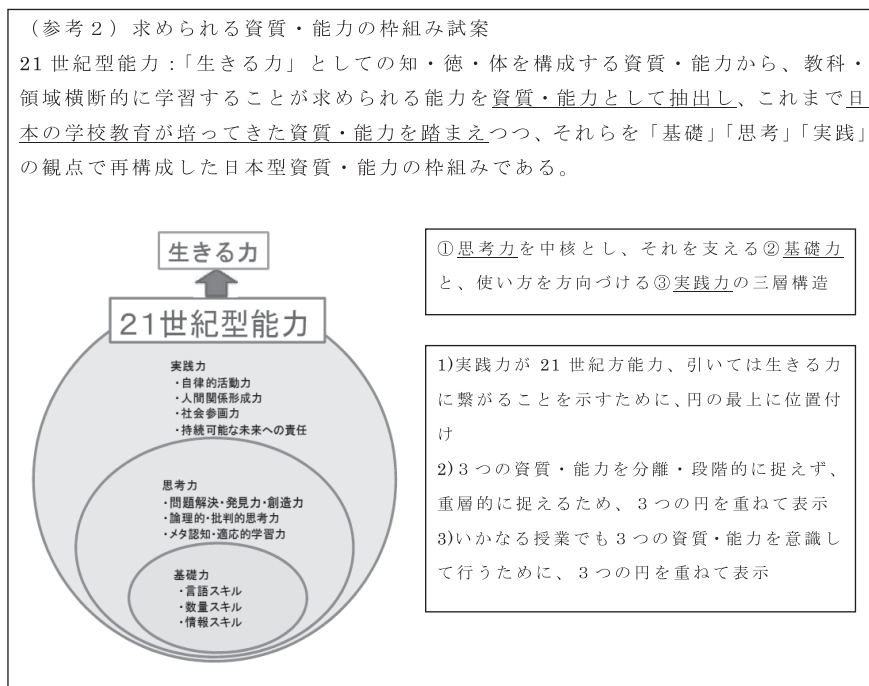 （参考２）求められる資質・能力の枠組み試案
21 世紀型能力：「生きる力」としての知・徳・体を構成する資質・能力から、教科・
領域横断的に学習することが求められる能力を資質・能力として抽出し、これまで日
本の学校教育が培ってきた資質・能力を踏まえつつ、それらを「基礎」「思考」「実践」
の観点で再構成した日本型資質・能力の枠組みである。
生きる力
21世紀型能力
実践力
・自律的活動力
・人間関係形成力
・社会参画力
・持続可能な未来への責任
思考力
・問題解決・発見力・創造力
・論理的・批判的思考力
・メタ認知・適応的学習力
基礎力
・言語スキル
・数量スキル
・情報スキル
①思考力を中核とし、それを支える②基礎力
と、使い方を方向づける③実践力の三層構造
1)実践力が 21 世紀方能力、引いては生きる力
に繋がることを示すために、円の最上に位置付
け
2)３つの資質・能力を分離・段階的に捉えず、
重層的に捉えるため、３つの円を重ねて表示
3)いかなる授業でも３つの資質・能力を意識し
て行うために、３つの円を重ねて表示